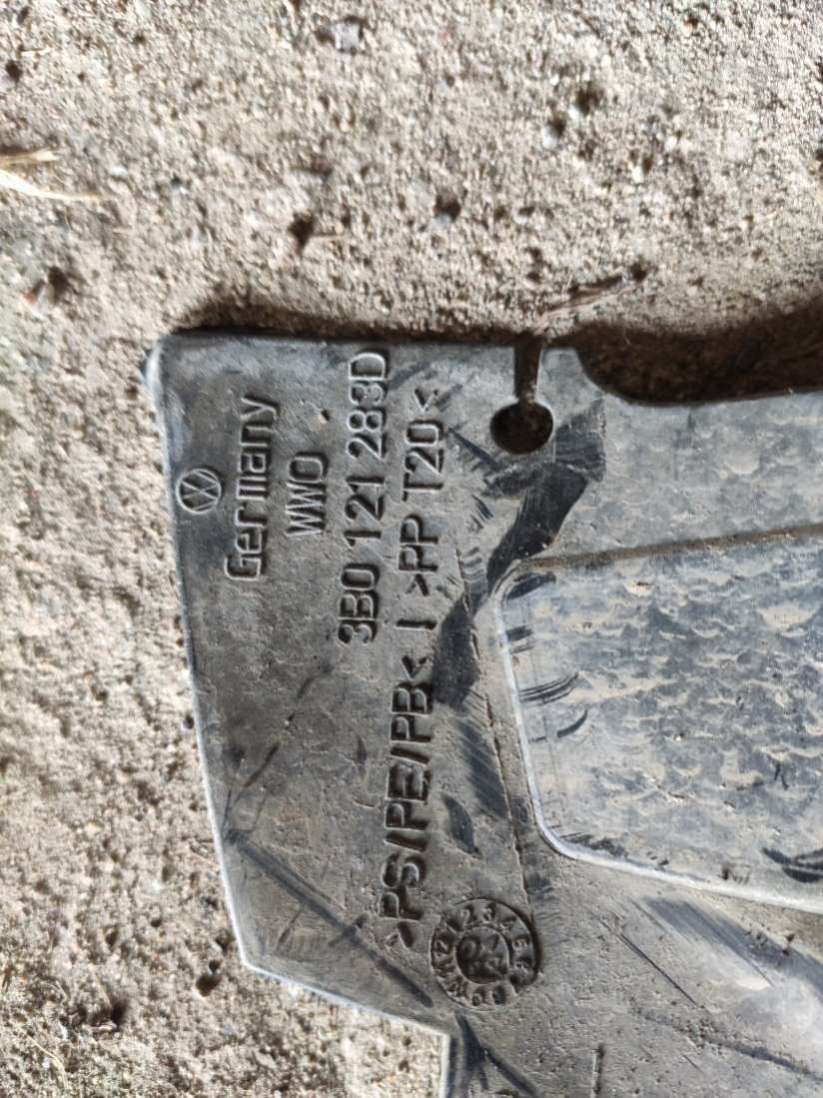 Germany
WWO
3B0 121 283D
>PS/PE/PB< / >PP T20<